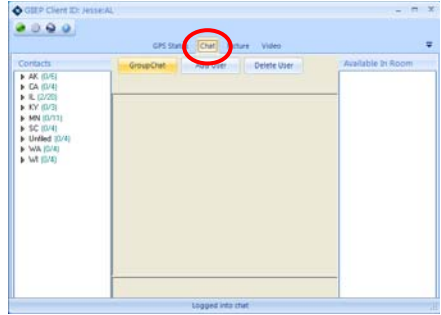 GSEP Client ID: Jesse:AL
GPS Status Chat Picture Video
Contacts GroupChat Add User Delete User Available In Room
AK (0/6)
CA (0/4)
IL (2/20)
KY (0/3)
MN (0/11)
SC (0/4)
Unfiled (0/4)
WA (0/4)
WI (0/4)
Logged into chat